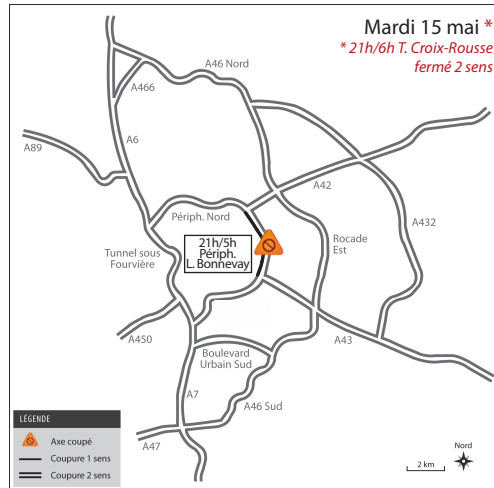 Mardi 15 mai *
* 21h/6h T. Croix-Rousse
fermé 2 sens
A46 Nord
A466
A6
A89
A42
Périph. Nord
A432
21h/5h
Périph.
L. Bonnevay
Rocade
Est
Tunnel sous
Fourvière
A450
A43
Boulevard
Urbain Sud
A7
A46 Sud
A47
LÉGENDE
Axe coupé
Coupure 1 sens
Coupure 2 sens
Nord
2 km